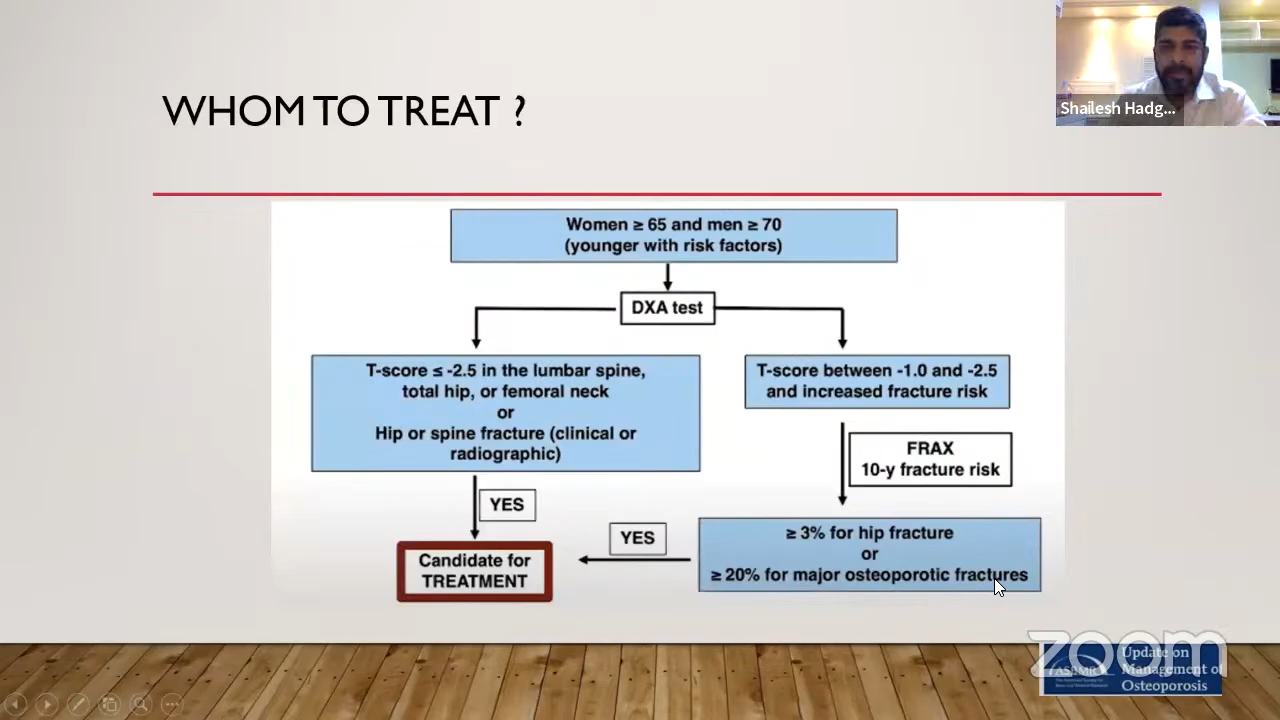 Shailesh Hadg...
WHOM TO TREAT ?
Women ≥ 65 and men ≥ 70
(younger with risk factors)
DXA test
T-score ≤ -2.5 in the lumbar spine,
total hip, or femoral neck
or
Hip or spine fracture (clinical or
radiographic)
T-score between -1.0 and -2.5
and increased fracture risk
FRAX
10-y fracture risk
YES
YES
≥ 3% for hip fracture
or
≥ 20% for major osteoporotic fractures
Candidate for
TREATMENT
zoom
Update on
Management of
Osteoporosis